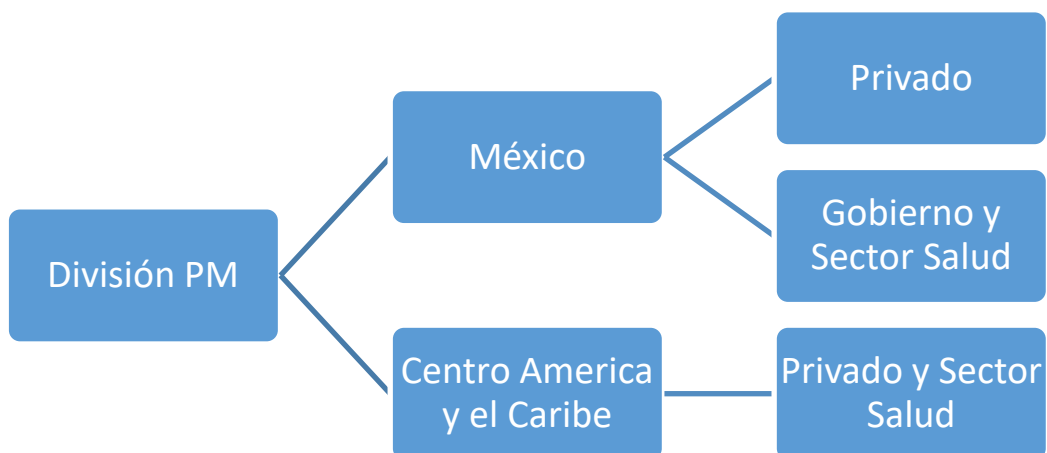 División PM
México
Centro America
y el Caribe
Privado
Gobierno y
Sector Salud
Privado y Sector
Salud